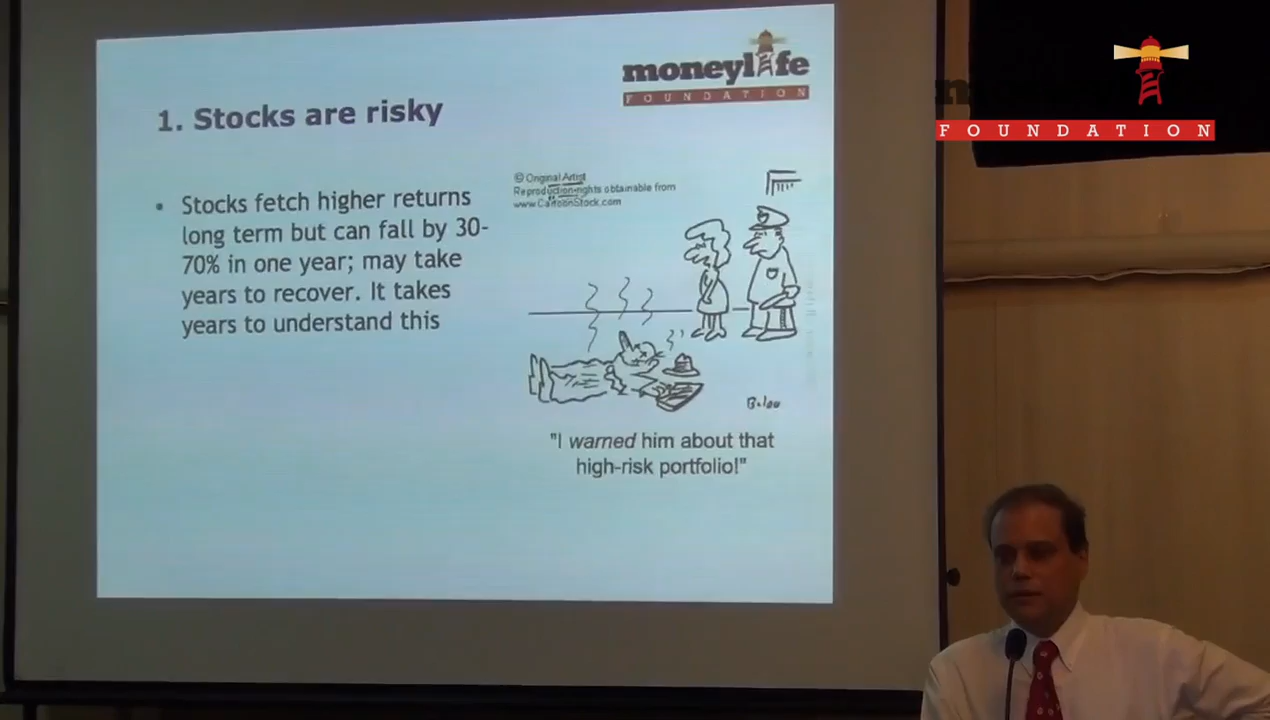 moneylife
FOUNDATION
FOUNDATION
1. Stocks are risky
• Stocks fetch higher returns
long term but can fall by 30-
70% in one year; may take
years to recover. It takes
years to understand this
© Original Artist
Reproduction rights obtainable from
www.CartoonStock.com
"I warned him about that
high-risk portfolio!"